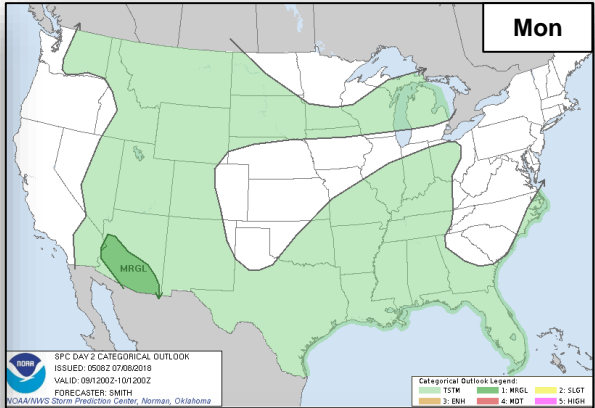 Mon
MRGL
NOAA
SPC DAY 2 CATEGORICAL OUTLOOK
ISSUED: 0508Z 07/08/2018
VALID: 09/1200Z-10/1200Z
FORECASTER: SMITH
NOAA/NWS Storm Prediction Center, Norman, Oklahoma
Categorical Outlook Legend:
TSTM 1: MRGL 2: SLGT
3: ENH 4: MDT 5: HIGH